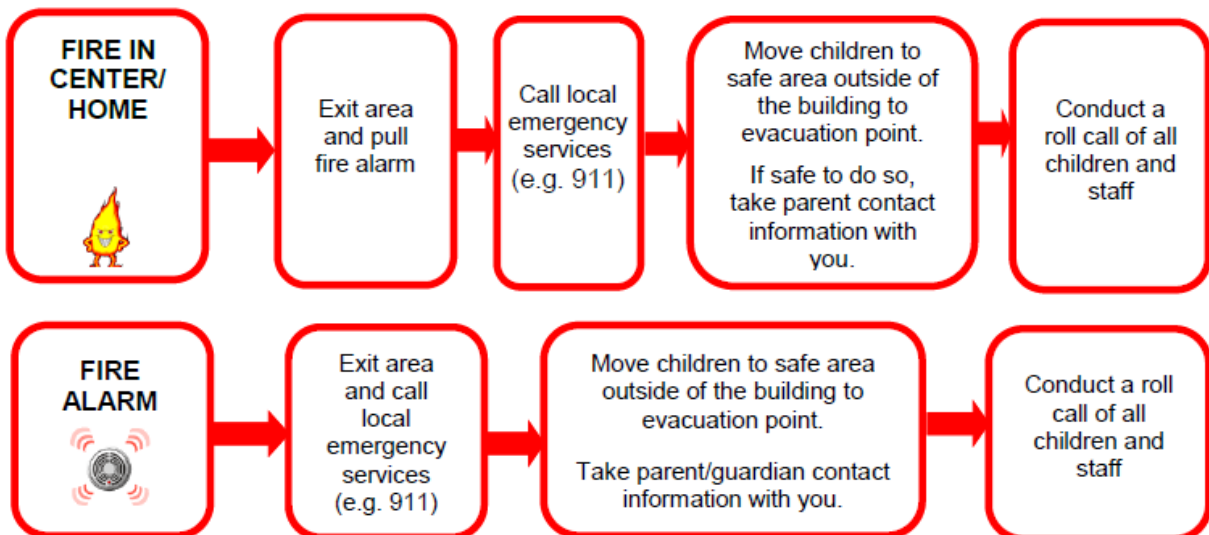 FIRE IN
CENTER/
HOME
Exit area
and pull
fire alarm
Call local
emergency
services
(e.g. 911)
Move children to
safe area outside of
the building to
evacuation point.
If safe to do so,
take parent contact
information with
you.
Conduct a
roll call of all
children and
staff
FIRE
ALARM
Exit area
and call
local
emergency
services
(e.g. 911)
Move children to safe area
outside of the building to
evacuation point.
Take parent/guardian contact
information with you.
Conduct a roll
call of all
children and
staff